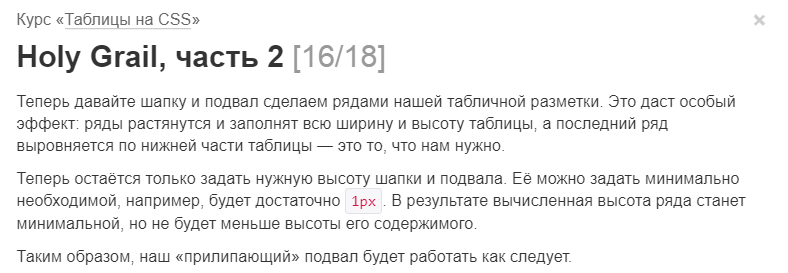 Курс «Таблицы на CSS»
×
Holy Grail, часть 2 [16/18]
Теперь давайте шапку и подвал сделаем рядами нашей табличной разметки. Это даст особый
эффект: ряды растянутся и заполнят всю ширину и высоту таблицы, а последний ряд
выровняется по нижней части таблицы — это то, что нам нужно.
Теперь остаётся только задать нужную высоту шапки и подвала. Её можно задать минимально
необходимой, например, будет достаточно 1px. В результате вычисленная высота ряда станет
минимальной, но не будет меньше высоты его содержимого.
Таким образом, наш «прилипающий» подвал будет работать как следует.